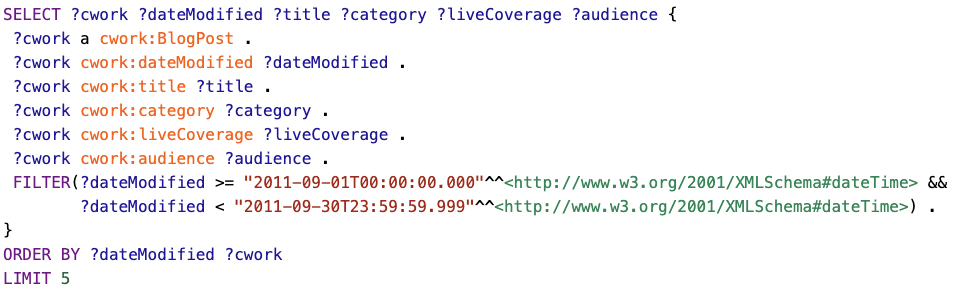 SELECT ?cwork ?dateModified ?title ?category ?liveCoverage ?audience {
?cwork a cwork:BlogPost .
?cwork cwork:dateModified ?dateModified .
?cwork cwork:title ?title .
?cwork cwork:category ?category .
?cwork cwork:liveCoverage ?liveCoverage .
?cwork cwork:audience ?audience .
FILTER(?dateModified >= "2011-09-01T00:00:00.000"^^<http://www.w3.org/2001/XMLSchema#dateTime> &&
?dateModified < "2011-09-30T23:59:59.999"^^<http://www.w3.org/2001/XMLSchema#dateTime>) .
}
ORDER BY ?dateModified ?cwork
LIMIT 5